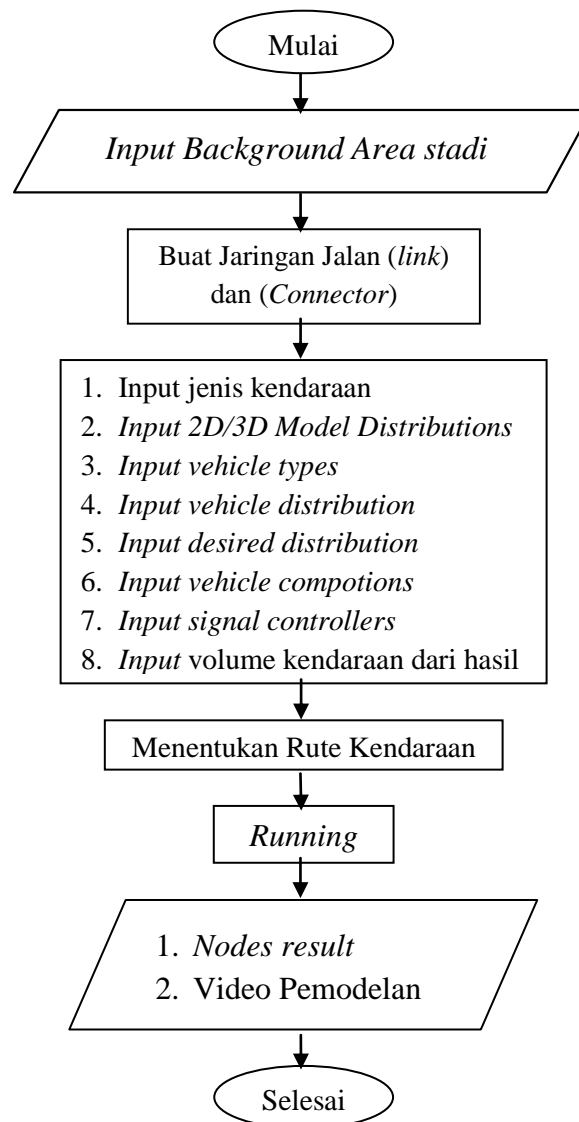 Mulai
Input Background Area stadi
Buat Jaringan Jalan (link)
dan (Connector)
1. Input jenis kendaraan
2. Input 2D/3D Model Distributions
3. Input vehicle types
4. Input vehicle distribution
5. Input desired distribution
6. Input vehicle compotions
7. Input signal controllers
8. Input volume kendaraan dari hasil
Menentukan Rute Kendaraan
Running
1. Nodes result
2. Video Pemodelan
Selesai